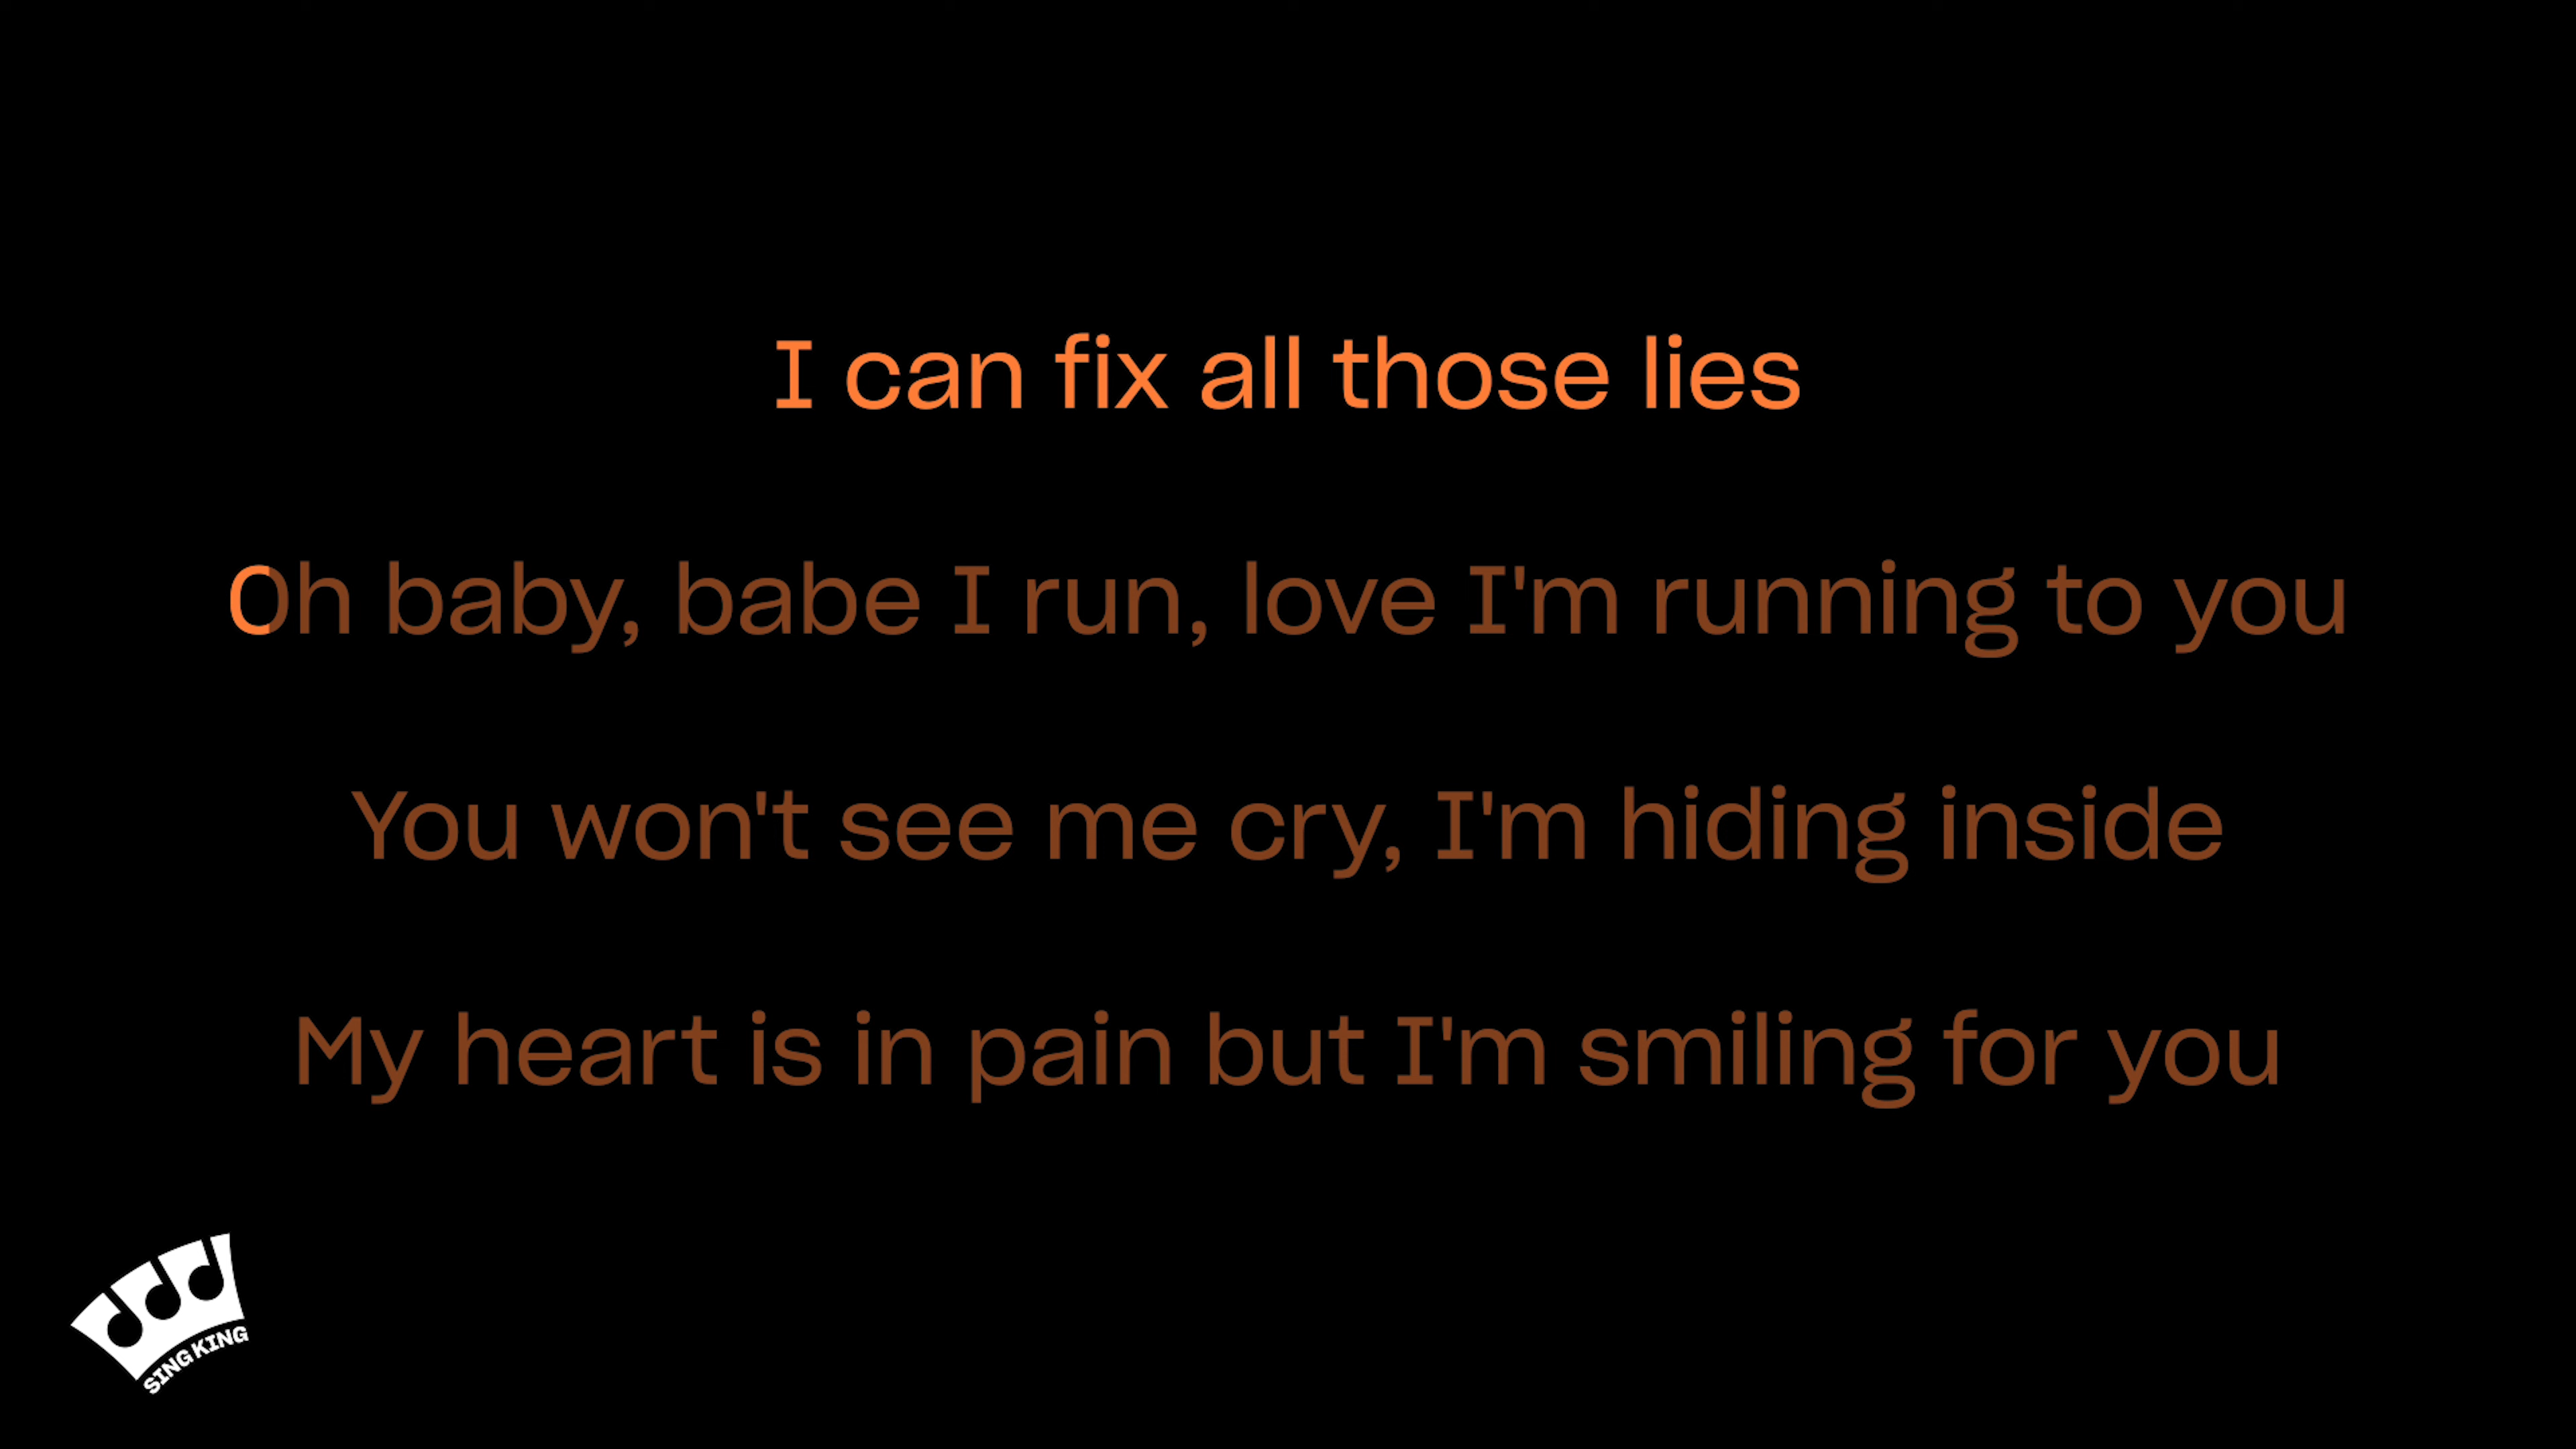 I can fix all those lies
Oh baby, babe I run, love I'm running to you
You won't see me cry, I'm hiding inside
My heart is in pain but I'm smiling for you
SING KING